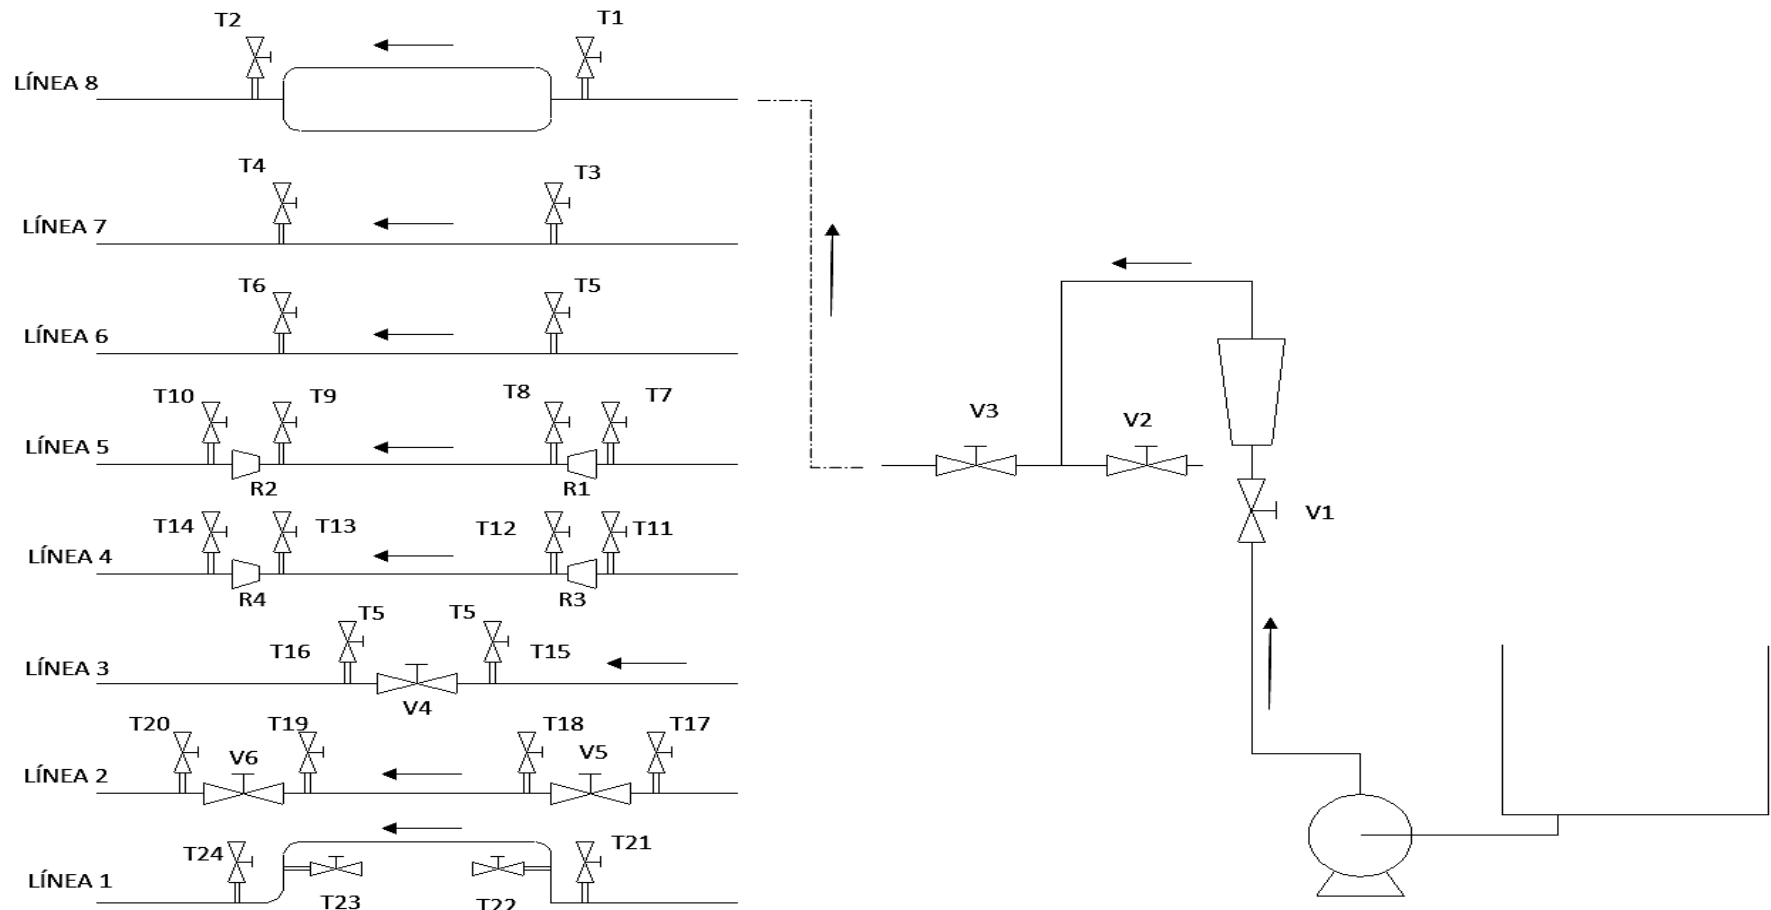 T2
T1
LÍNEA 8
T4
T3
LÍNEA 7
T6
T5
LÍNEA 6
T10
T9
T8
T7
LÍNEA 5
R2
R1
V3
V2
T14
T13
T12
T11
V1
LÍNEA 4
R4
R3
T5
T5
T16
T15
LÍNEA 3
V4
T20
T19
T18
T17
V6
V5
LÍNEA 2
T24
T21
LÍNEA 1
T23
T22